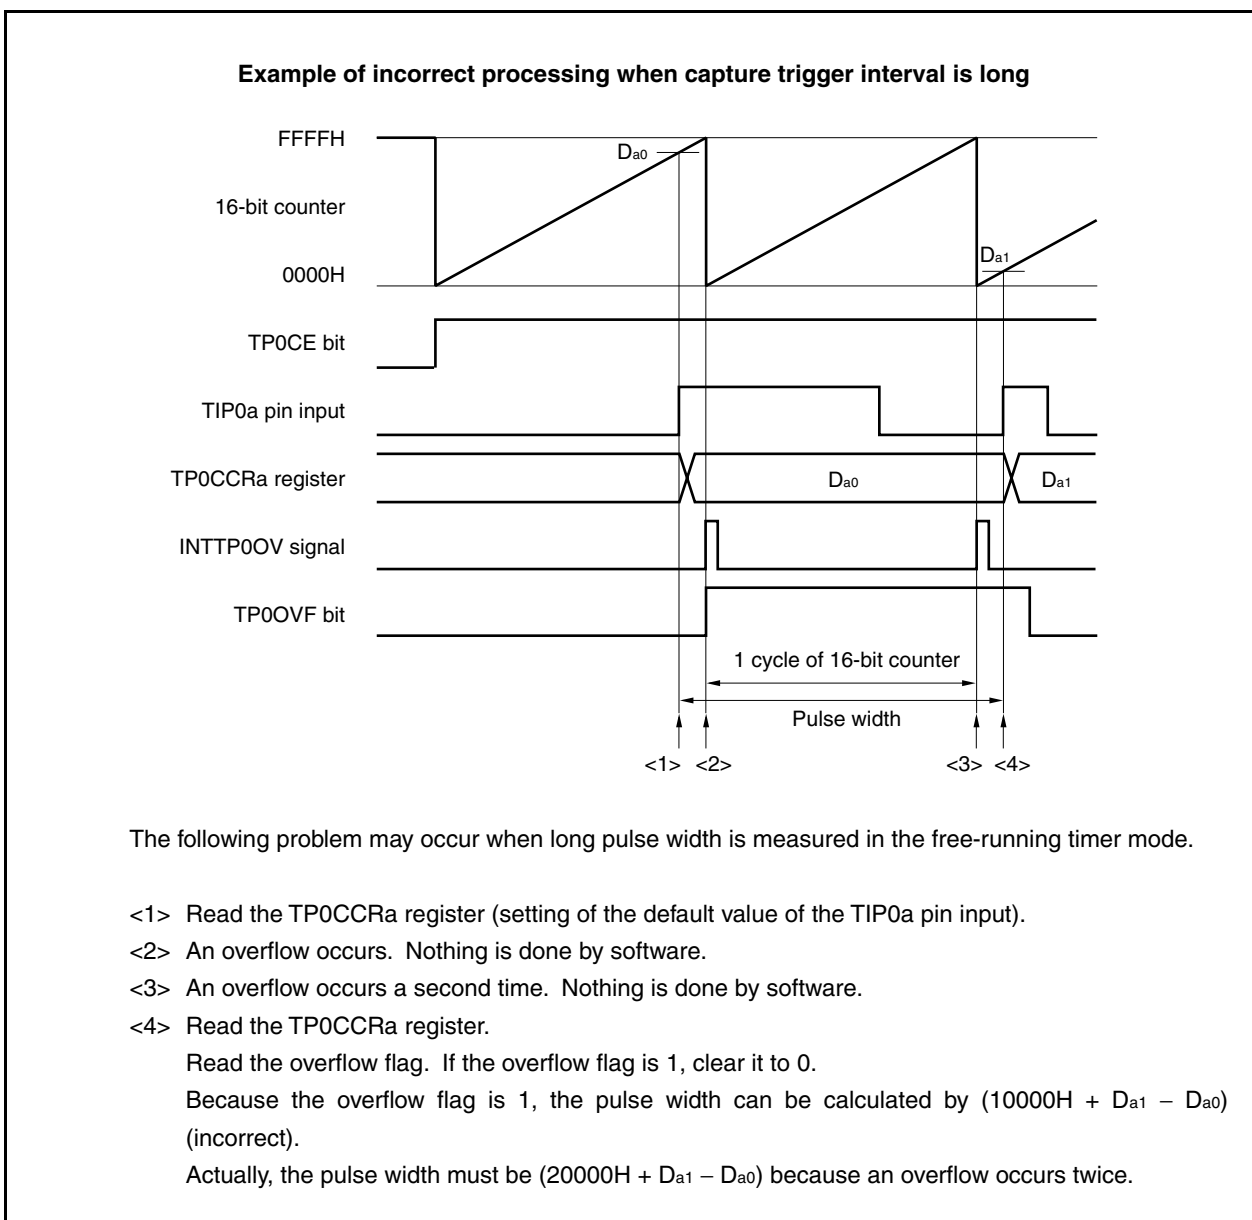 Example of incorrect processing when capture trigger interval is long
FFFFH
Da0
16-bit counter
Da1
0000H
TP0CE bit
TIP0a pin input
TP0CCRa register
Da0
Da1
INTTP0OV signal
TP0OVF bit
1 cycle of 16-bit counter
Pulse width
<1> <2> <3> <4>
The following problem may occur when long pulse width is measured in the free-running timer mode.
<1> Read the TP0CCRa register (setting of the default value of the TIP0a pin input).
<2> An overflow occurs. Nothing is done by software.
<3> An overflow occurs a second time. Nothing is done by software.
<4> Read the TP0CCRa register.
Read the overflow flag. If the overflow flag is 1, clear it to 0.
Because the overflow flag is 1, the pulse width can be calculated by (10000H + Da1 − Da0)
(incorrect).
Actually, the pulse width must be (20000H + Da1 − Da0) because an overflow occurs twice.